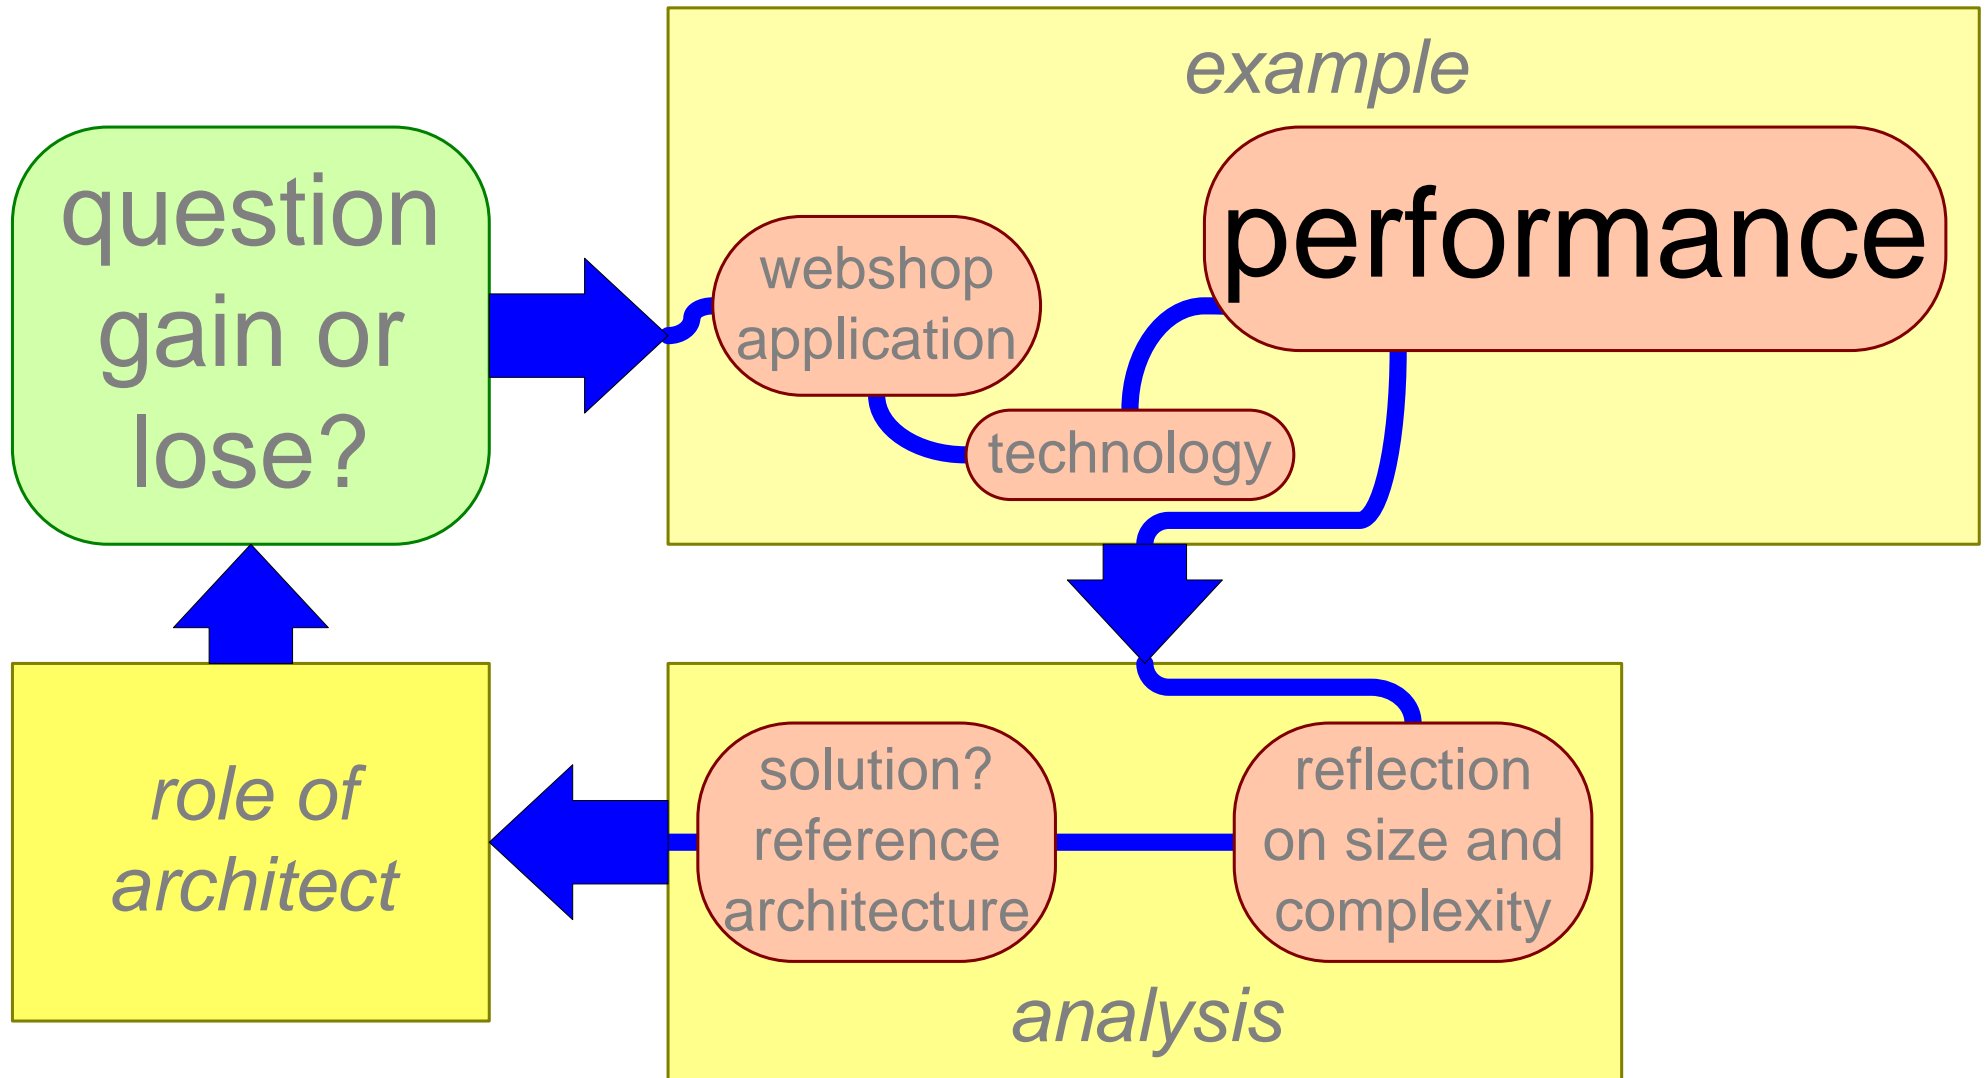 question
gain or
lose?
example
webshop
application
technology
performance
reflection
on size and
complexity
solution?
reference
architecture
analysis
role of
architect